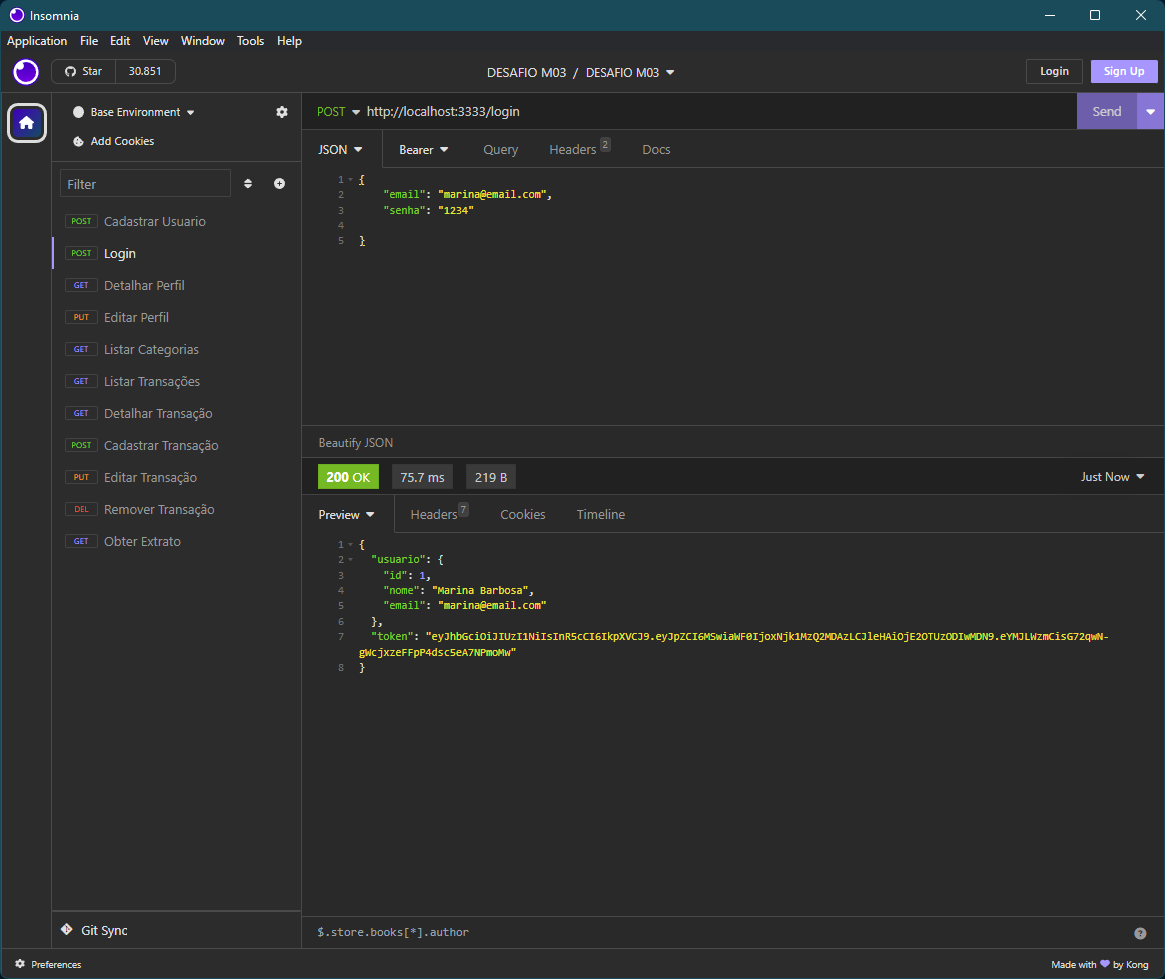 Insomnia
Application File Edit View Window Tools Help
Star 30.851
DESAFIO M03 / DESAFIO M03
Login Sign Up
Base Environment
Add Cookies
Filter
POST Cadastrar Usuario
POST Login
GET Detalhar Perfil
PUT Editar Perfil
GET Listar Categorias
GET Listar Transações
GET Detalhar Transação
POST Cadastrar Transação
PUT Editar Transação
DEL Remover Transação
GET Obter Extrato
Git Sync
Preferences
POST http://localhost:3333/login Send
JSON Bearer Query Headers 2 Docs
1 {
2 "email": "marina@email.com",
3 "senha": "1234"
4
5 }
Beautify JSON
200 OK 75.7 ms 219 B Just Now
Preview Headers 7 Cookies Timeline
1 {
2 "usuario": {
3 "id": 1,
4 "nome": "Marina Barbosa",
5 "email": "marina@email.com"
6 },
7 "token": "eyJhbGciOiJIUzI1NiIsInR5cCI6IkpXVCJ9.eyJpZCI6MSwiaWF0IjoxNjk1MzQ2MDAzLCJleHAiOjE2OTUzODIwMDN9.eYMJLWzmCisG72qwN-
gWcjxzeFFpP4dsc5eA7NPmoMw"
8 }
$.store.books[*].author
Made with by Kong